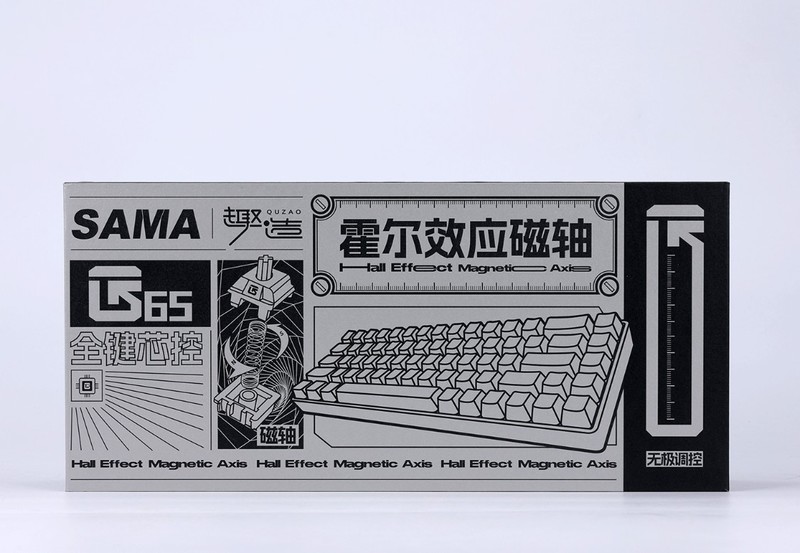 SAMA
趣造
QUZAO
霍尔效应磁轴
Hall Effect Magnetic Axis
G65
全键芯控
磁轴
Hall Effect Magnetic Axis Hall Effect Magnetic Axis Hall Effect Magnetic Axis
无极调控